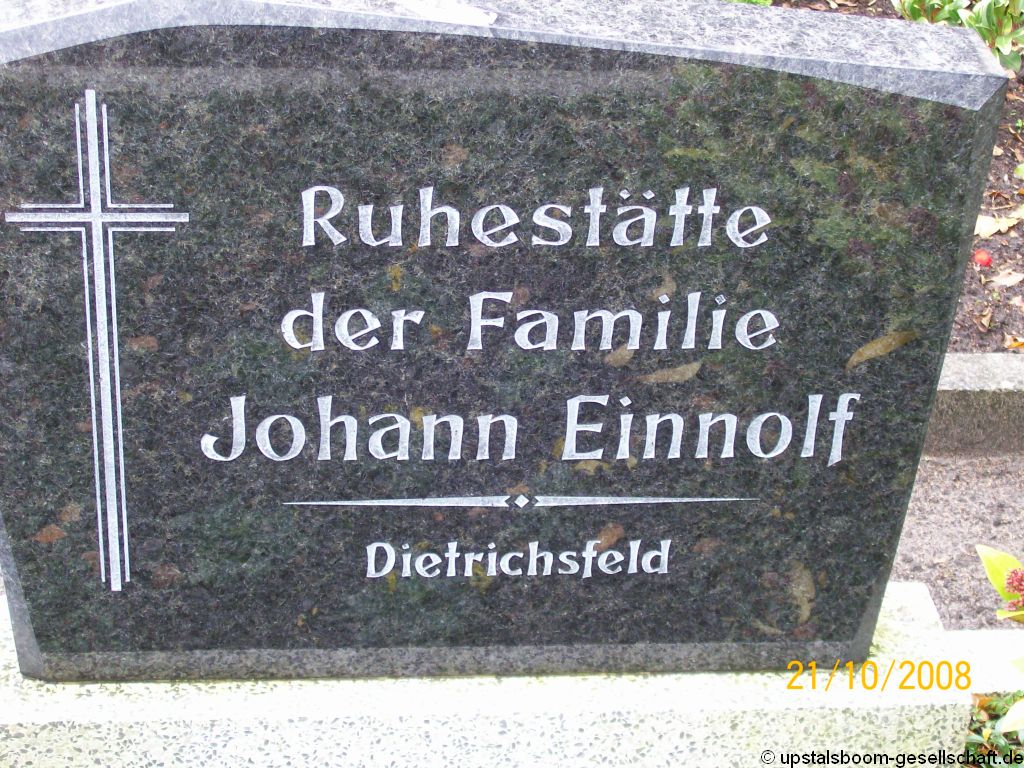 Ruhestätte
der Familie
Johann Einnolf
Dietrichsfeld
21/10/2008
© upstalsboom-gesellschaft.de